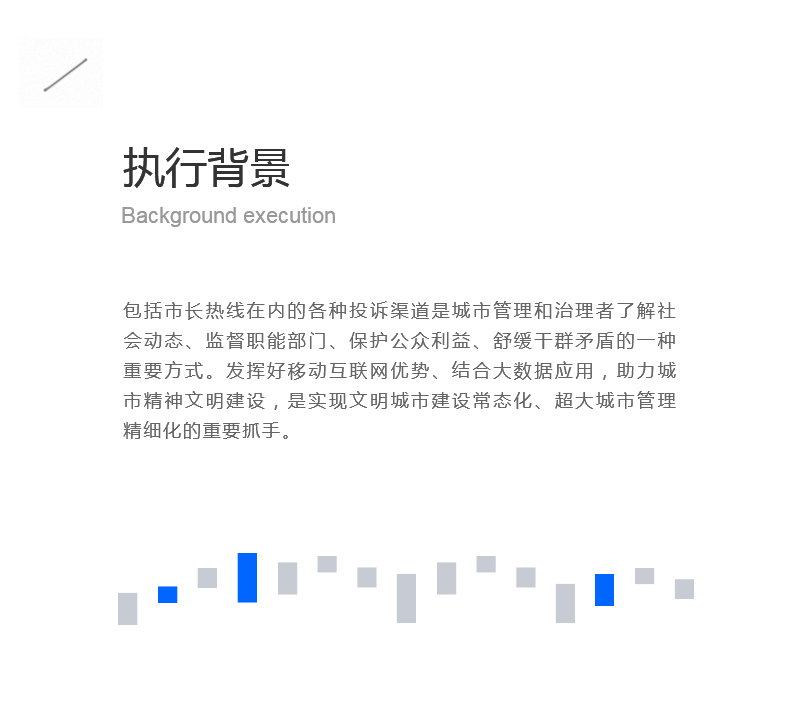 执行背景
Background execution
包括市长热线在内的各种投诉渠道是城市管理和治理者了解社
会动态、监督职能部门、保护公众利益、舒缓干群矛盾的一种
重要方式。发挥好移动互联网优势、结合大数据应用，助力城
市精神文明建设，是实现文明城市建设常态化、超大城市管理
精细化的重要抓手。